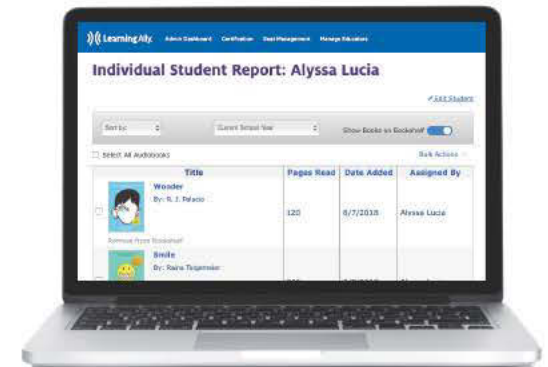 Learning Ally. Admin Dashboard Certification Seat Management Manage Educators
Individual Student Report: Alyssa Lucia
Edit Student
Sort by: Current School Year Show Books on Bookshelf
Select All Audiobooks Bulk Actions
Title Pages Read Date Added Assigned By
Wonder
By: R. J. Palacio
120 6/7/2018 Alyssa Lucia
Remove From Bookshelf
Smile
By: Raina Telgemeier